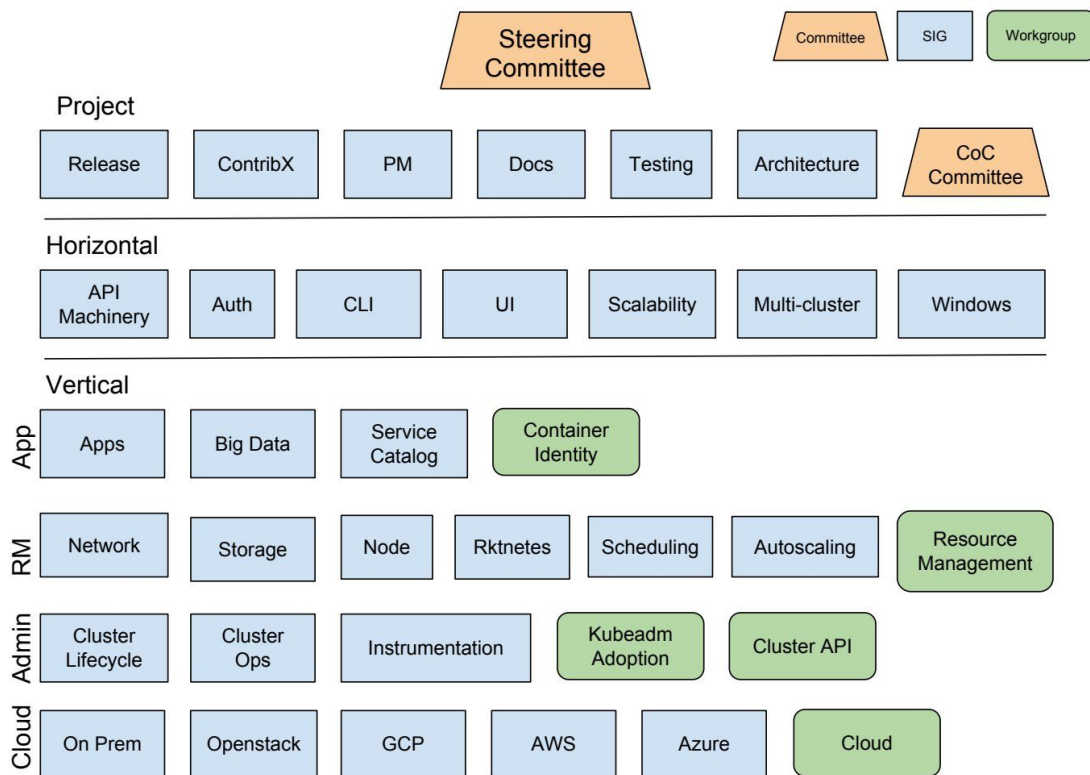 Steering
Committee
Committee
SIG
Workgroup
Project
Release
ContribX
PM
Docs
Testing
Architecture
CoC
Committee
Horizontal
API
Machinery
Auth
CLI
UI
Scalability
Multi-cluster
Windows
Vertical
App
Apps
Big Data
Service
Catalog
Container
Identity
RM
Network
Storage
Node
Rktnetes
Scheduling
Autoscaling
Resource
Management
Admin
Cluster
Lifecycle
Cluster
Ops
Instrumentation
Kubeadm
Adoption
Cluster API
Cloud
On Prem
Openstack
GCP
AWS
Azure
Cloud